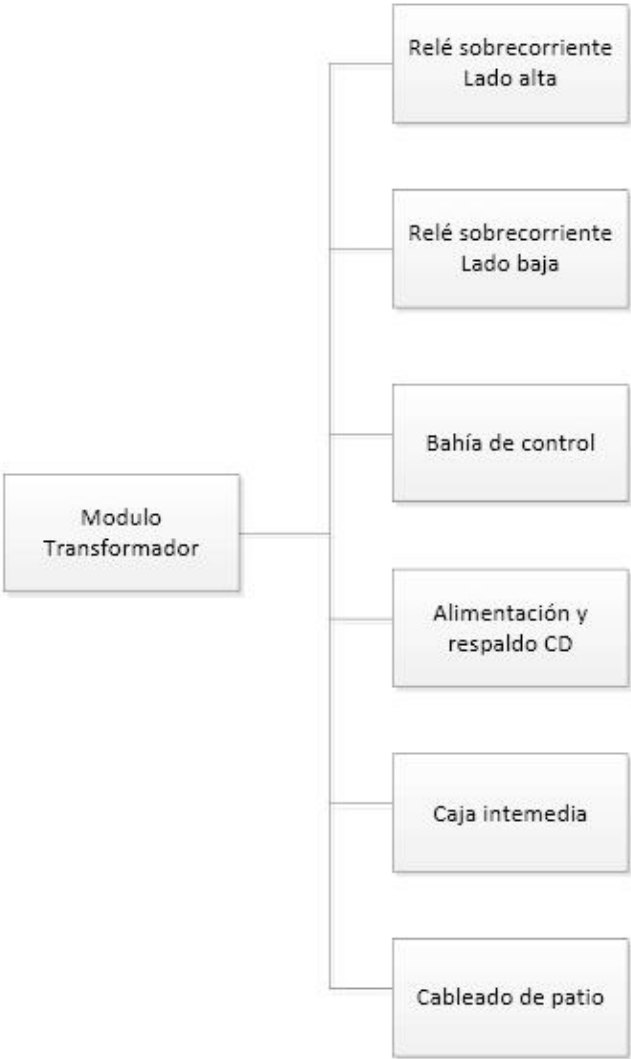 Relé sobrecorriente
Lado alta
Relé sobrecorriente
Lado baja
Bahía de control
Modulo
Transformador
Alimentación y
respaldo CD
Caja intemedia
Cableado de patio